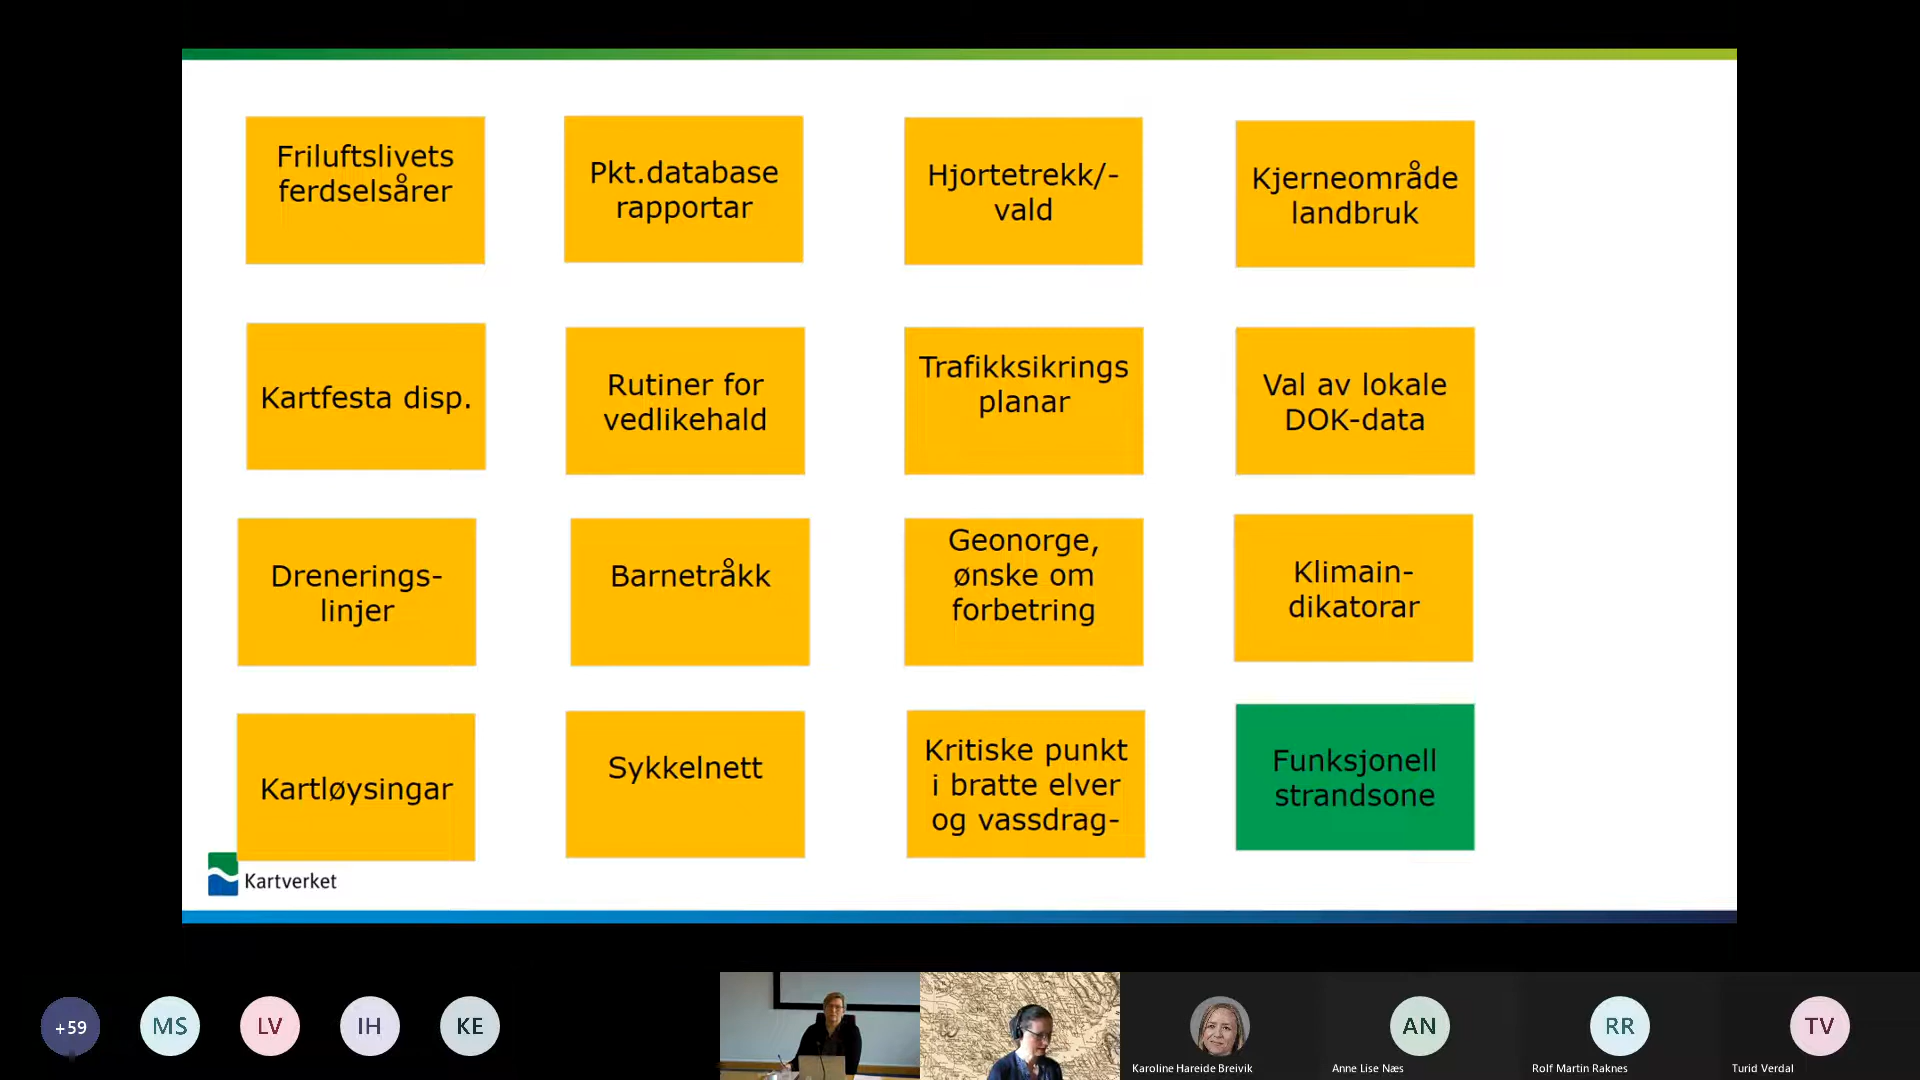 Friluftslivets
ferdselsårer
Pkt.database
rapportar
Hjortetrekk/-
vald
Kjerneområde
landbruk
Kartfesta disp.
Rutiner for
vedlikehald
Trafikksikrings
planar
Val av lokale
DOK-data
Drenerings-
linjer
Barnetråkk
Geonorge,
ønske om
forbetring
Klimain-
dikatorar
Kartløysingar
Sykkelnett
Kritiske punkt
i bratte elver
og vassdrag-
Funksjonell
strandsone
Kartverket
+59
MS
LV
IH
KE
Karoline Hareide Breivik
AN
Anne Lise Næs
RR
Rolf Martin Raknes
TV
Turid Verdal